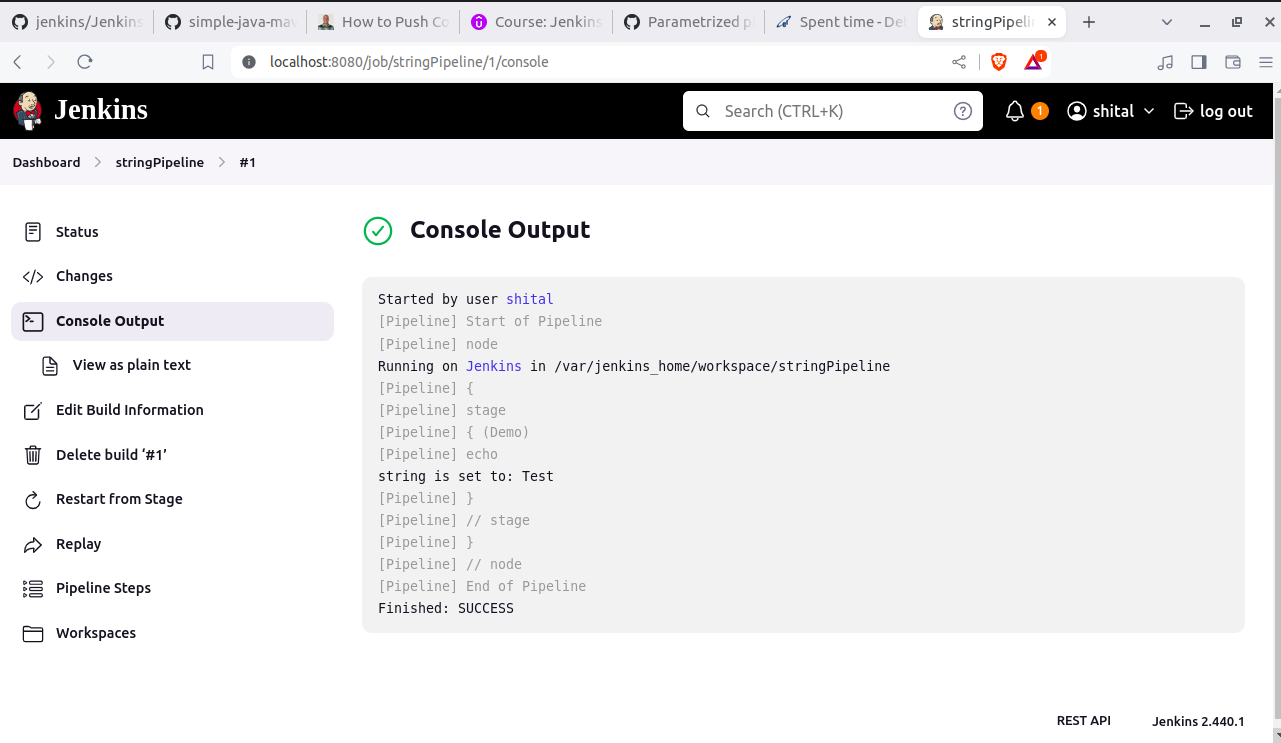 jenkins/Jenkins
simple-java-mav
How to Push Co
Course: Jenkins
Parametrized p
Spent time - De
stringPipeli
localhost:8080/job/stringPipeline/1/console
1
Jenkins
Search (CTRL+K)
?
1
shital
log out
Dashboard
stringPipeline
#1
Status
Changes
Console Output
View as plain text
Edit Build Information
Delete build ‘#1’
Restart from Stage
Replay
Pipeline Steps
Workspaces
Console Output
Started by user shital
[Pipeline] Start of Pipeline
[Pipeline] node
Running on Jenkins in /var/jenkins_home/workspace/stringPipeline
[Pipeline] {
[Pipeline] stage
[Pipeline] { (Demo)
[Pipeline] echo
string is set to: Test
[Pipeline] }
[Pipeline] // stage
[Pipeline] }
[Pipeline] // node
[Pipeline] End of Pipeline
Finished: SUCCESS
REST API
Jenkins 2.440.1